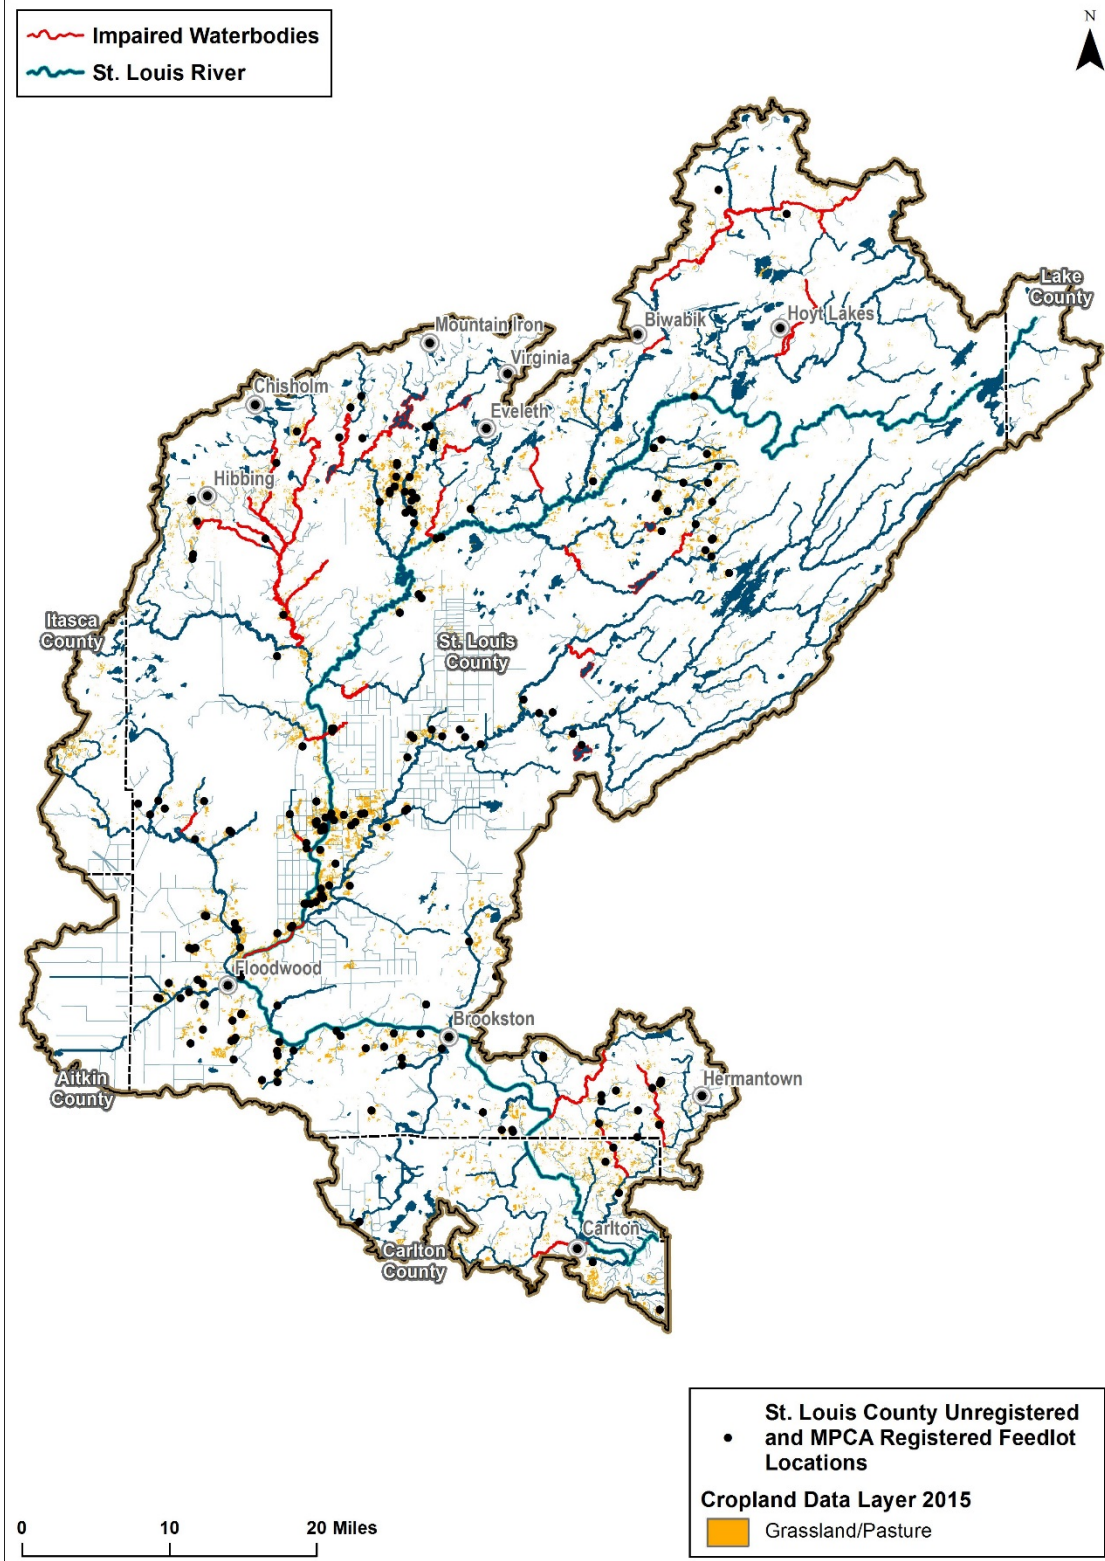 Impaired Waterbodies
St. Louis River
N
Lake
County
Hoyt Lakes
Biwabik
Mountain Iron
Virginia
Chisholm
Eveleth
Hibbing
Itasca
County
St. Louis
County
Floodwood
Brookston
Aitkin
County
Hermantown
Carlton
Carlton
County
St. Louis County Unregistered
and MPCA Registered Feedlot
Locations
Cropland Data Layer 2015
Grassland/Pasture
0 10 20 Miles